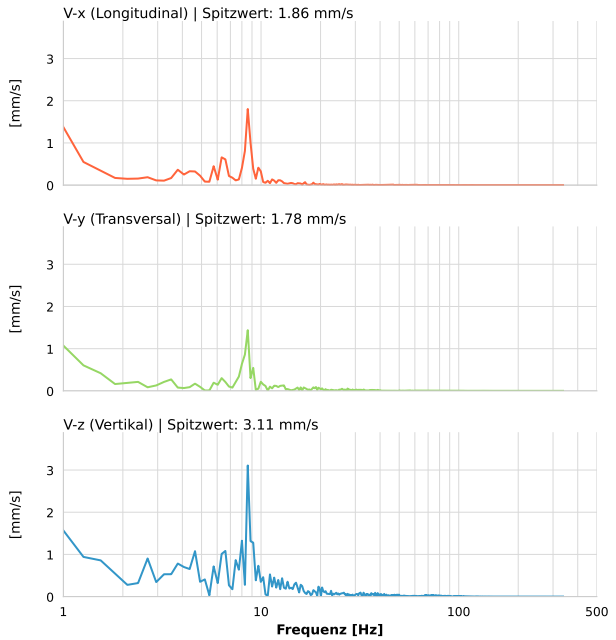 V-x (Longitudinal) | Spitzwert: 1.86 mm/s
3
2
1
0
[mm/s]
V-y (Transversal) | Spitzwert: 1.78 mm/s
3
2
1
0
[mm/s]
V-z (Vertikal) | Spitzwert: 3.11 mm/s
3
2
1
0
[mm/s]
1 10 100 500
Frequenz [Hz]